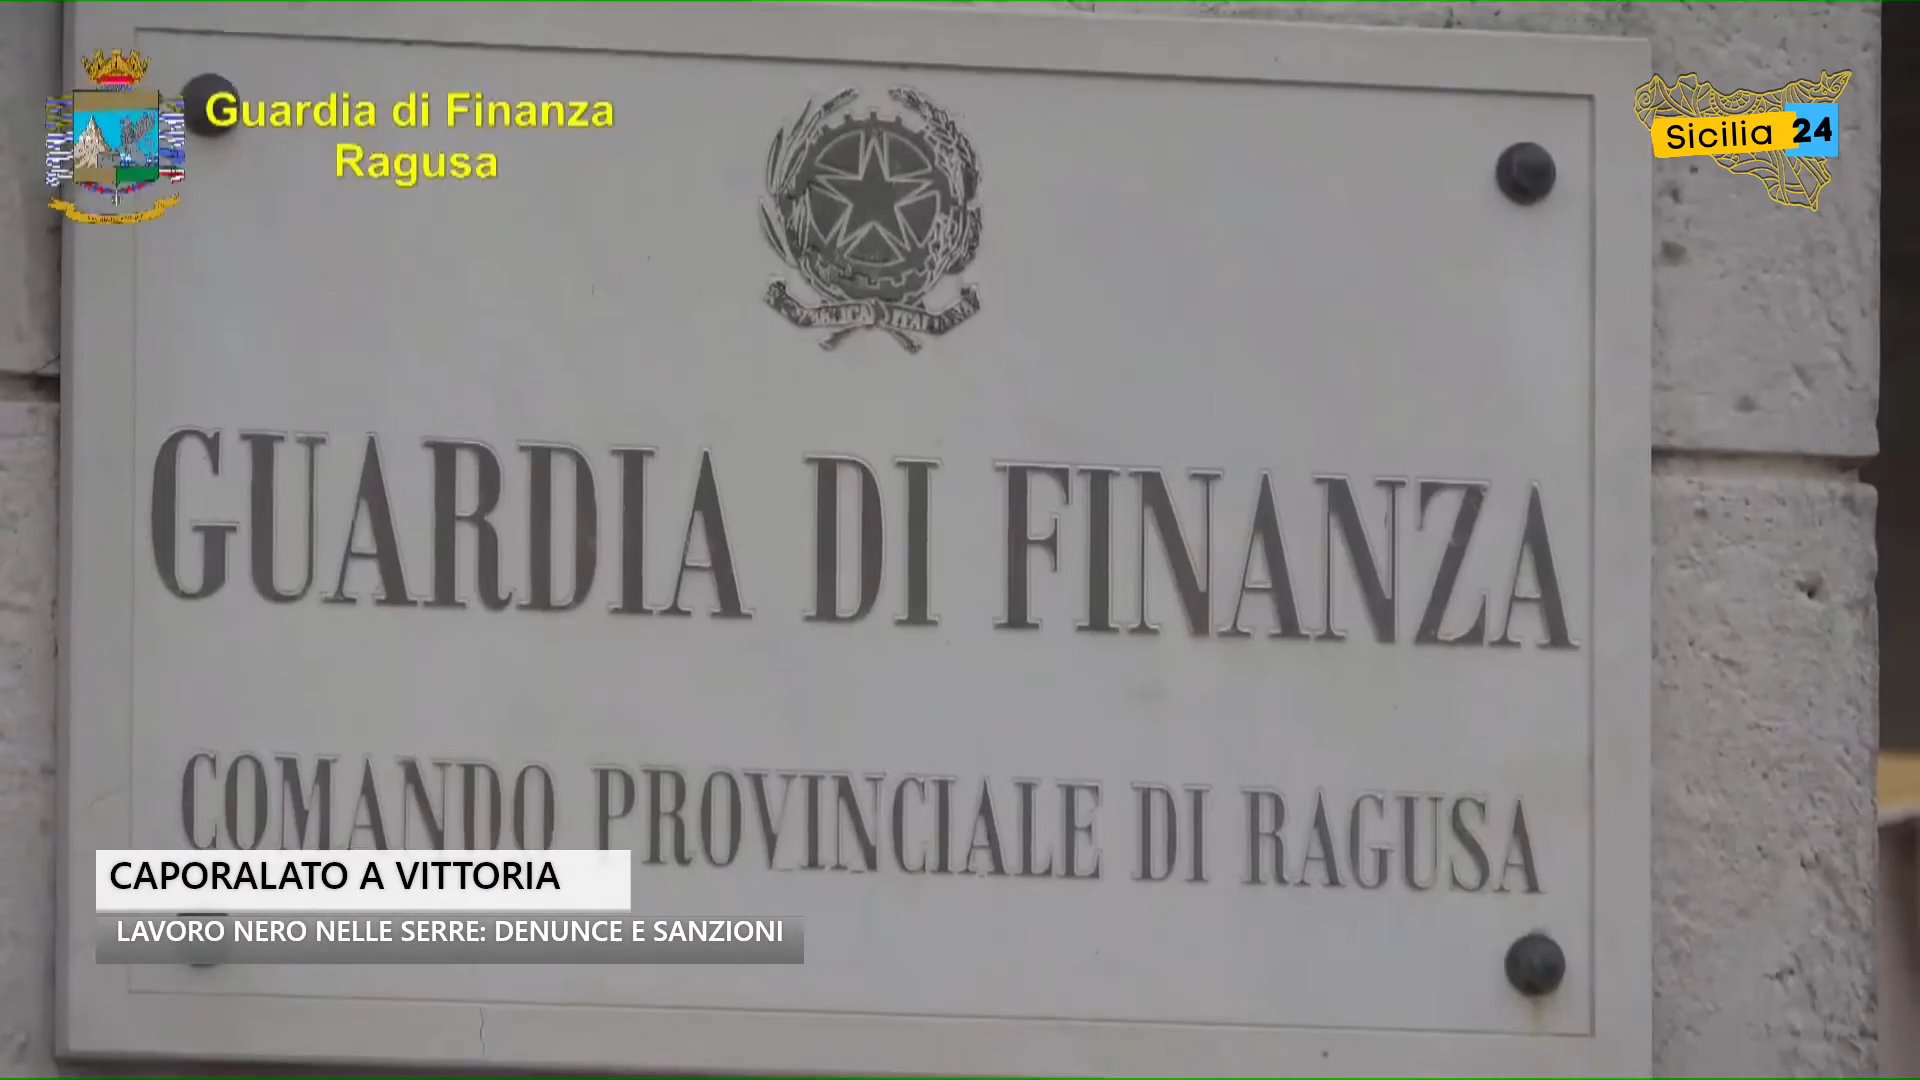 Guardia di Finanza
Ragusa
Sicilia 24
GUARDIA DI FINANZA
COMANDO PROVINCIALE DI RAGUSA
CAPORALATO A VITTORIA
LAVORO NERO NELLE SERRE: DENUNCE E SANZIONI